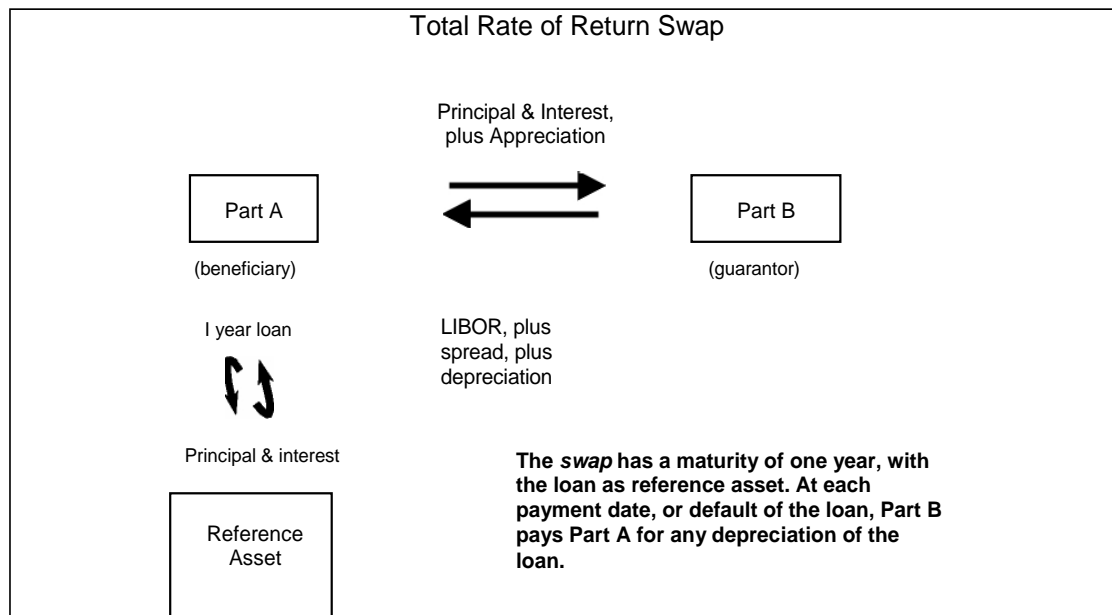 Total Rate of Return Swap
Principal & Interest,
plus Appreciation
Part A
Part B
(beneficiary)
(guarantor)
I year loan
LIBOR, plus
spread, plus
depreciation
Principal & interest
The swap has a maturity of one year, with
the loan as reference asset. At each
payment date, or default of the loan, Part B
pays Part A for any depreciation of the
loan.
Reference
Asset